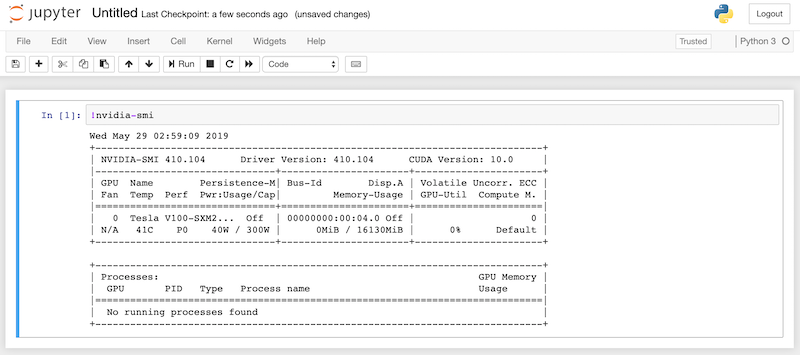 jupyter Untitled Last Checkpoint: a few seconds ago (unsaved changes) Logout
File Edit View Insert Cell Kernel Widgets Help Trusted Python 3
Run Code
In [1]: !nvidia-smi
Wed May 29 02:59:09 2019
+-----------------------------------------------------------------------------+
| NVIDIA-SMI 410.104      Driver Version: 410.104      CUDA Version: 10.0     |
|-------------------------------+----------------------+----------------------+
| GPU  Name        Persistence-M| Bus-Id        Disp.A | Volatile Uncorr. ECC |
| Fan  Temp  Perf  Pwr:Usage/Cap|         Memory-Usage | GPU-Util  Compute M. |
|===============================+======================+======================|
|   0  Tesla V100-SXM2...  Off  | 00000000:00:04.0 Off |                    0 |
| N/A   41C    P0    40W / 300W |      0MiB / 16130MiB |      0%      Default |
+-------------------------------+----------------------+----------------------+
+-----------------------------------------------------------------------------+
| Processes:                                                       GPU Memory |
|  GPU       PID   Type   Process name                             Usage      |
|=============================================================================|
|  No running processes found                                                 |
+-----------------------------------------------------------------------------+